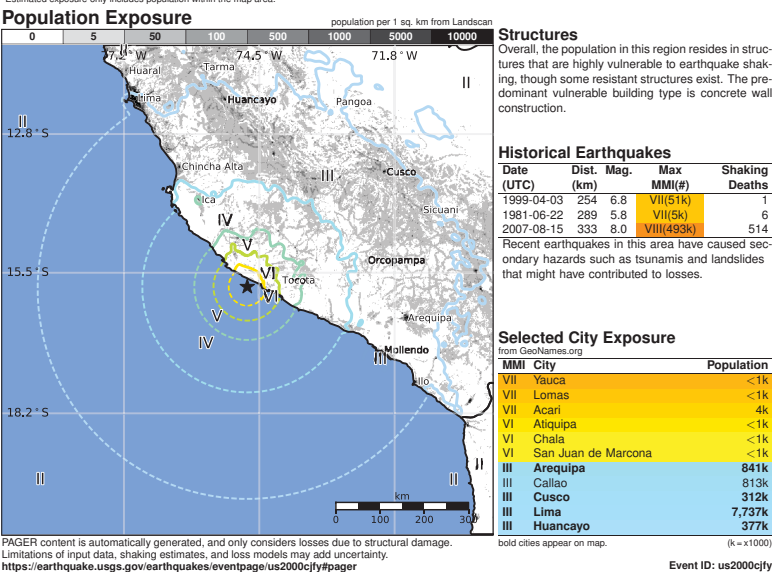 *Estimated exposure only includes population within the map area.
Population Exposure
population per 1 sq. km from Landscan
0 5 50 100 500 1000 5000 10000
77.2°W 74.5°W 71.8°W
Huaral
Tarma
Lima
Huancayo
Pangoa
II
II
12.8°S
Chincha Alta
III
Cusco
Ica
Sicuani
IV
V
Orcopampa
15.5°S
VI
Tocota
VI
V
Arequipa
IV
Mollendo
III
Ilo
18.2°S
II
II
II
km
0 100 200 300
Structures
Overall, the population in this region resides in struc-
tures that are highly vulnerable to earthquake shak-
ing, though some resistant structures exist. The pre-
dominant vulnerable building type is concrete wall
construction.
Historical Earthquakes
Date Dist. Mag. Max Shaking
(UTC) (km) MMI(#) Deaths
1999-04-03 254 6.8 VII(51k) 1
1981-06-22 289 5.8 VII(5k) 6
2007-08-15 333 8.0 VIII(493k) 514
Recent earthquakes in this area have caused sec-
ondary hazards such as tsunamis and landslides
that might have contributed to losses.
Selected City Exposure
from GeoNames.org
MMI City Population
VII Yauca <1k
VII Lomas <1k
VII Acari 4k
VI Atiquipa <1k
VI Chala <1k
VI San Juan de Marcona <1k
III Arequipa 841k
III Callao 813k
III Cusco 312k
III Lima 7,737k
III Huancayo 377k
bold cities appear on map. (k = x1000)
PAGER content is automatically generated, and only considers losses due to structural damage.
Limitations of input data, shaking estimates, and loss models may add uncertainty.
https://earthquake.usgs.gov/earthquakes/eventpage/us2000cjfy#pager
Event ID: us2000cjfy